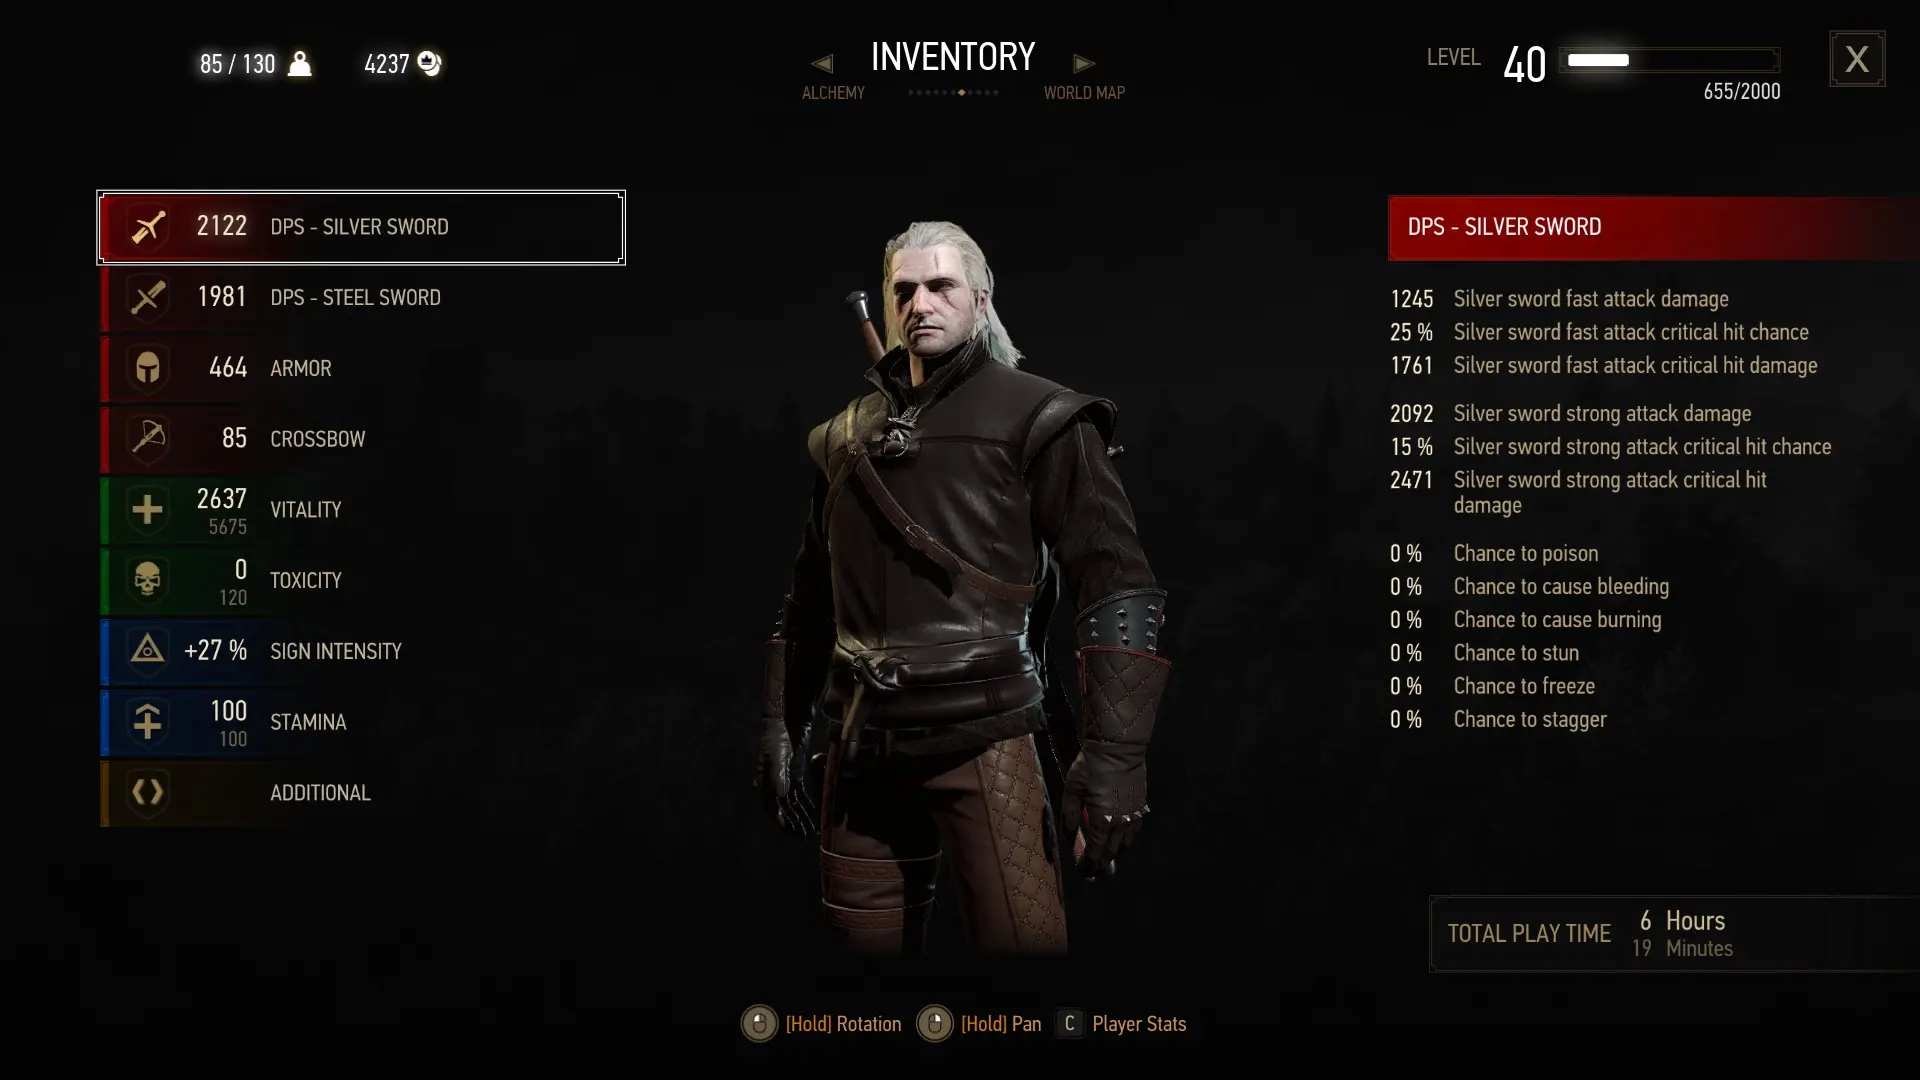 85 / 130
4237
INVENTORY
ALCHEMY
WORLD MAP
LEVEL 40
655/2000
X
2122 DPS - SILVER SWORD
1981 DPS - STEEL SWORD
464 ARMOR
85 CROSSBOW
2637 VITALITY
5675
0 TOXICITY
120
+27 % SIGN INTENSITY
100 STAMINA
100
ADDITIONAL
DPS - SILVER SWORD
1245 Silver sword fast attack damage
25 % Silver sword fast attack critical hit chance
1761 Silver sword fast attack critical hit damage
2092 Silver sword strong attack damage
15 % Silver sword strong attack critical hit chance
2471 Silver sword strong attack critical hit
damage
0 % Chance to poison
0 % Chance to cause bleeding
0 % Chance to cause burning
0 % Chance to stun
0 % Chance to freeze
0 % Chance to stagger
TOTAL PLAY TIME 6 Hours
19 Minutes
[Hold] Rotation [Hold] Pan C Player Stats